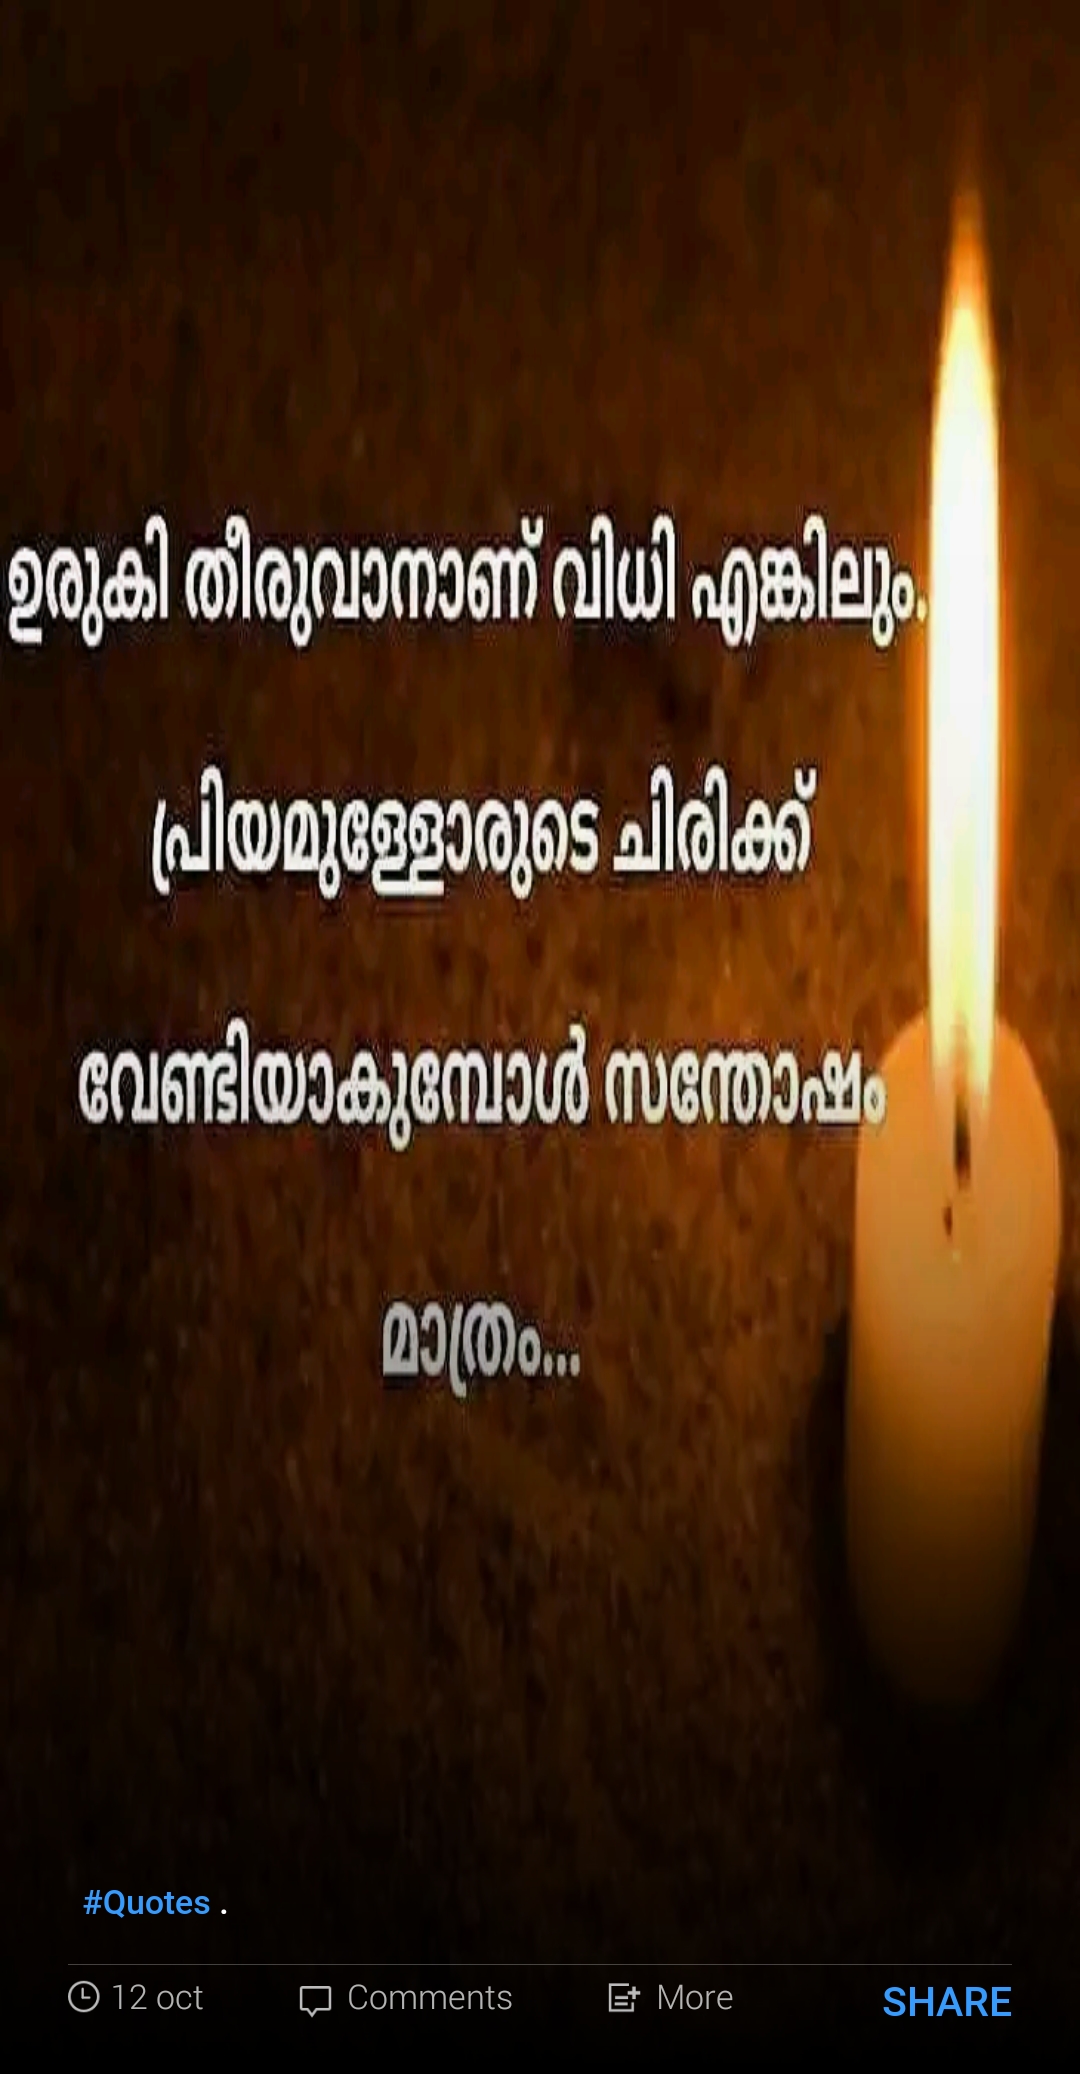 ഉരുകി തീരുവാനാണ് വിധി എങ്കിലും.
പ്രിയമുള്ളോരുടെ ചിരിക്ക്
വേണ്ടിയാകുമ്പോൾ സന്തോഷം
മാത്രം...
#Quotes .
12 oct Comments More SHARE